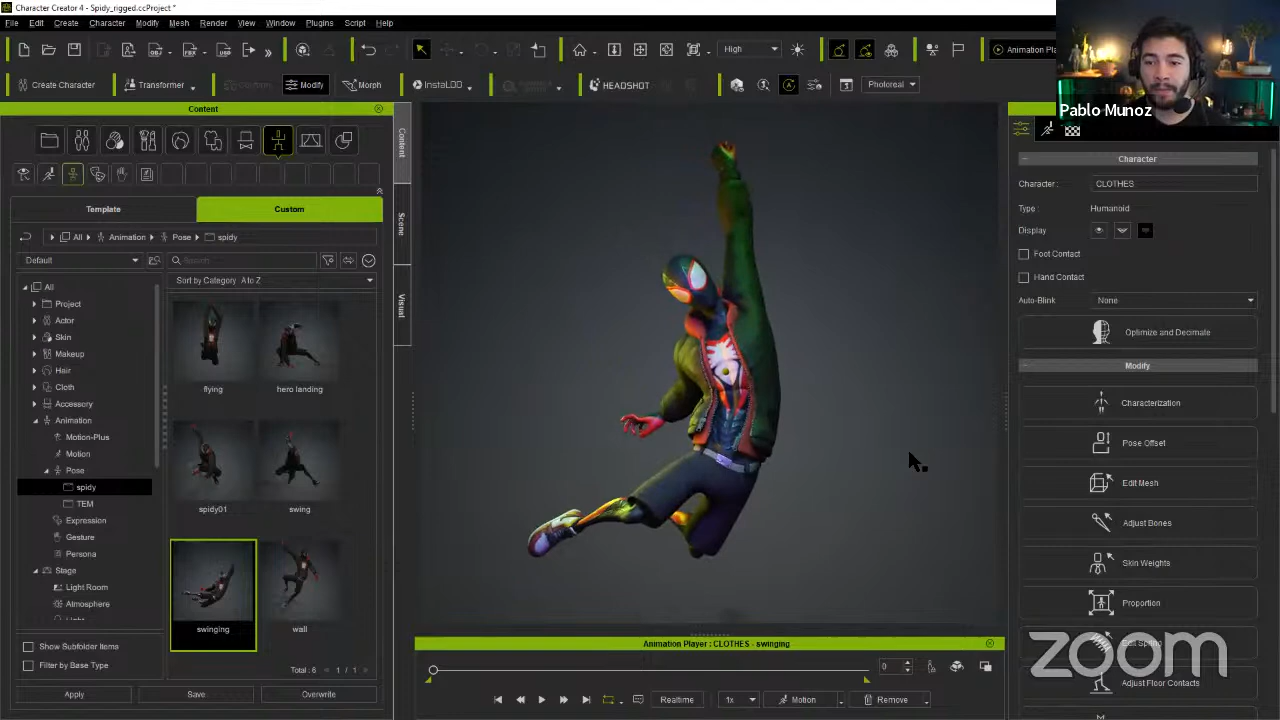 Character Creator 4 - Spidy_rigged.ccProject *
File Edit Create Character Modify Mesh Render View Window Plugins Script Help
High Animation Pla
Create Character Transformer Modify Morph InstaLOD HEADSHOT Photoreal
Pablo Munoz
Content
Content
Scene
Visual
Template Custom
All Animation Pose spidy
Default Search
Sort by Category A to Z
All
Project
Actor
Skin
Makeup
Hair
Cloth
Accessory
Animation
Motion-Plus
Motion
Pose
spidy
TEM
Expression
Gesture
Persona
Stage
Light Room
Atmosphere
flying hero landing
spidy01 swing
swinging wall
Show Subfolder Items
Filter by Base Type
Total : 6 1 / 1
Apply Save Overwrite
Animation Player : CLOTHES - swinging
0
Realtime 1x Motion Remove
Character
Character: CLOTHES
Type : Humanoid
Display
Foot Contact
Hand Contact
Auto-Blink None
Optimize and Decimate
Modify
Characterization
Pose Offset
Edit Mesh
Adjust Bones
Skin Weights
Proportion
Edit Spring
Adjust Floor Contacts
zoom